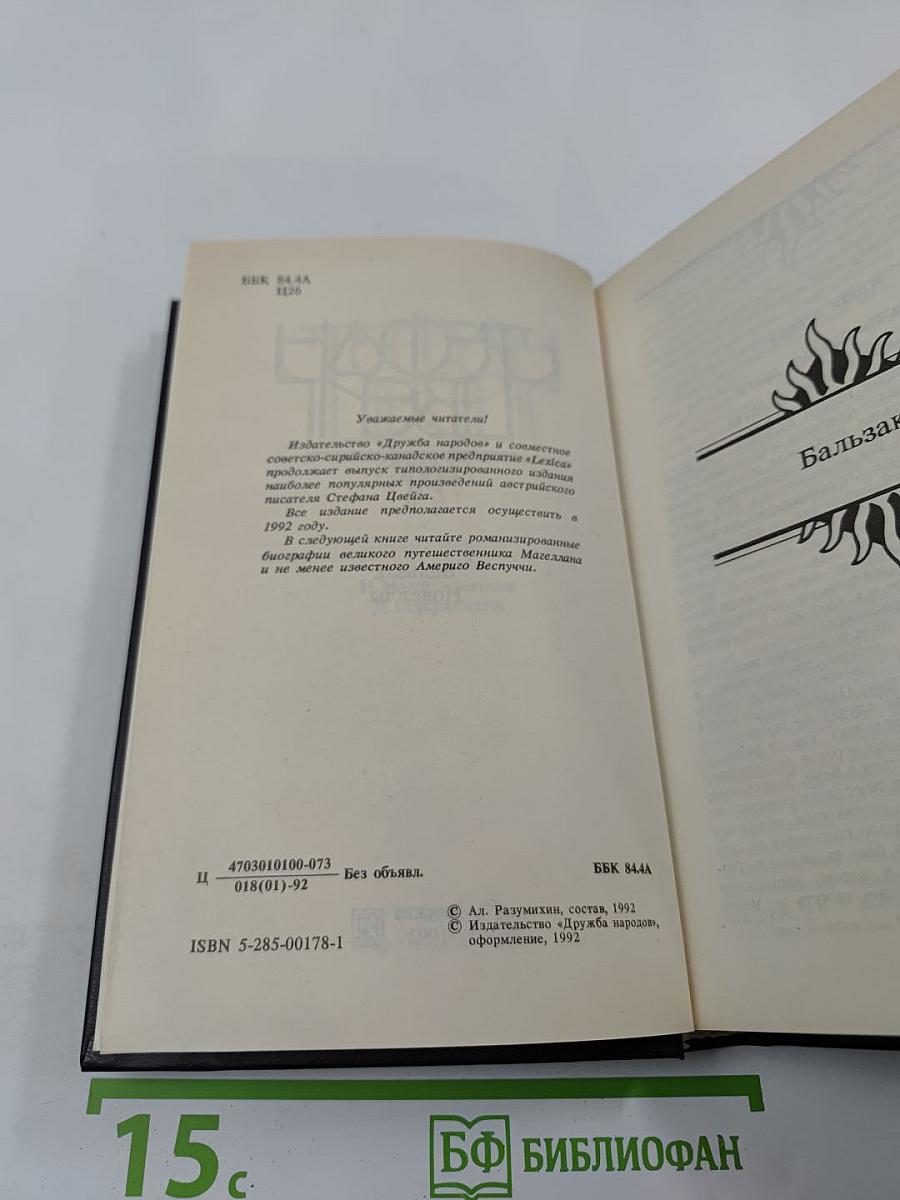 ББК 84.4А
Ц26
Уважаемые читатели!
Издательство «Дружба народов» и совместное
советско-сирийско-канадское предприятие «Lexica»
продолжает выпуск типологизированного издания
наиболее популярных произведений австрийского
писателя Стефана Цвейга.
Все издание предполагается осуществить в
1992 году.
В следующей книге читайте романизированные
биографии великого путешественника Магеллана
и не менее известного Америго Веспуччи.
Ц 4703010100-073 Без объявл.
018(01)-92
ББК 84.4А
© Ал. Разумихин, состав, 1992
© Издательство «Дружба народов»,
оформление, 1992
ISBN 5-285-00178-1
Бальзак
15 с
БФ БИБЛИОФАН